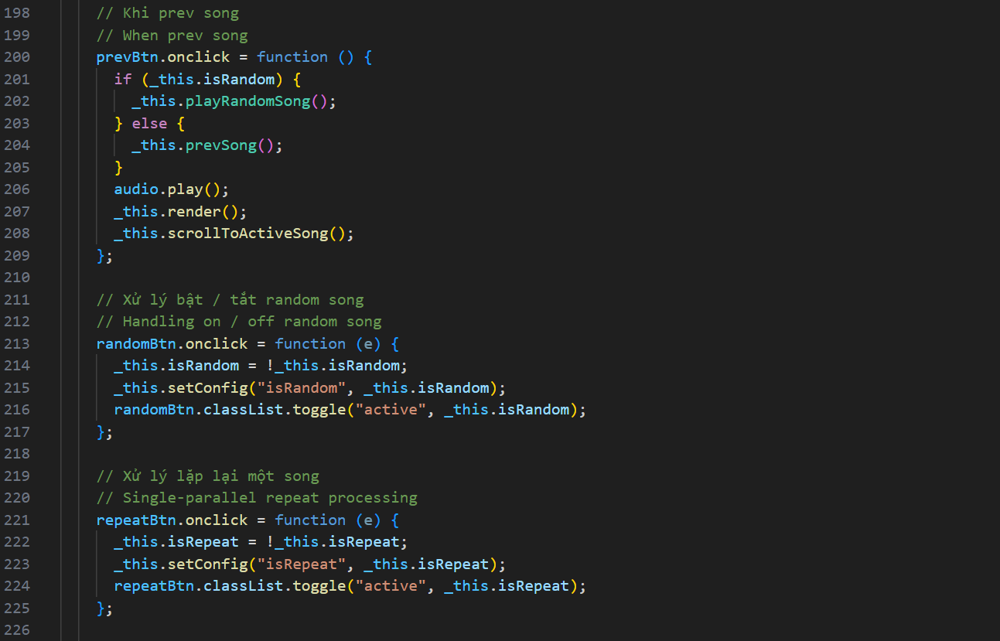 198 // Khi prev song
199 // When prev song
200 prevBtn.onclick = function () {
201 if (_this.isRandom) {
202 _this.playRandomSong();
203 } else {
204 _this.prevSong();
205 }
206 audio.play();
207 _this.render();
208 _this.scrollToActiveSong();
209 };
210
211 // Xử lý bật / tắt random song
212 // Handling on / off random song
213 randomBtn.onclick = function (e) {
214 _this.isRandom = !_this.isRandom;
215 _this.setConfig("isRandom", _this.isRandom);
216 randomBtn.classList.toggle("active", _this.isRandom);
217 };
218
219 // Xử lý lặp lại một song
220 // Single-parallel repeat processing
221 repeatBtn.onclick = function (e) {
222 _this.isRepeat = !_this.isRepeat;
223 _this.setConfig("isRepeat", _this.isRepeat);
224 repeatBtn.classList.toggle("active", _this.isRepeat);
225 };
226